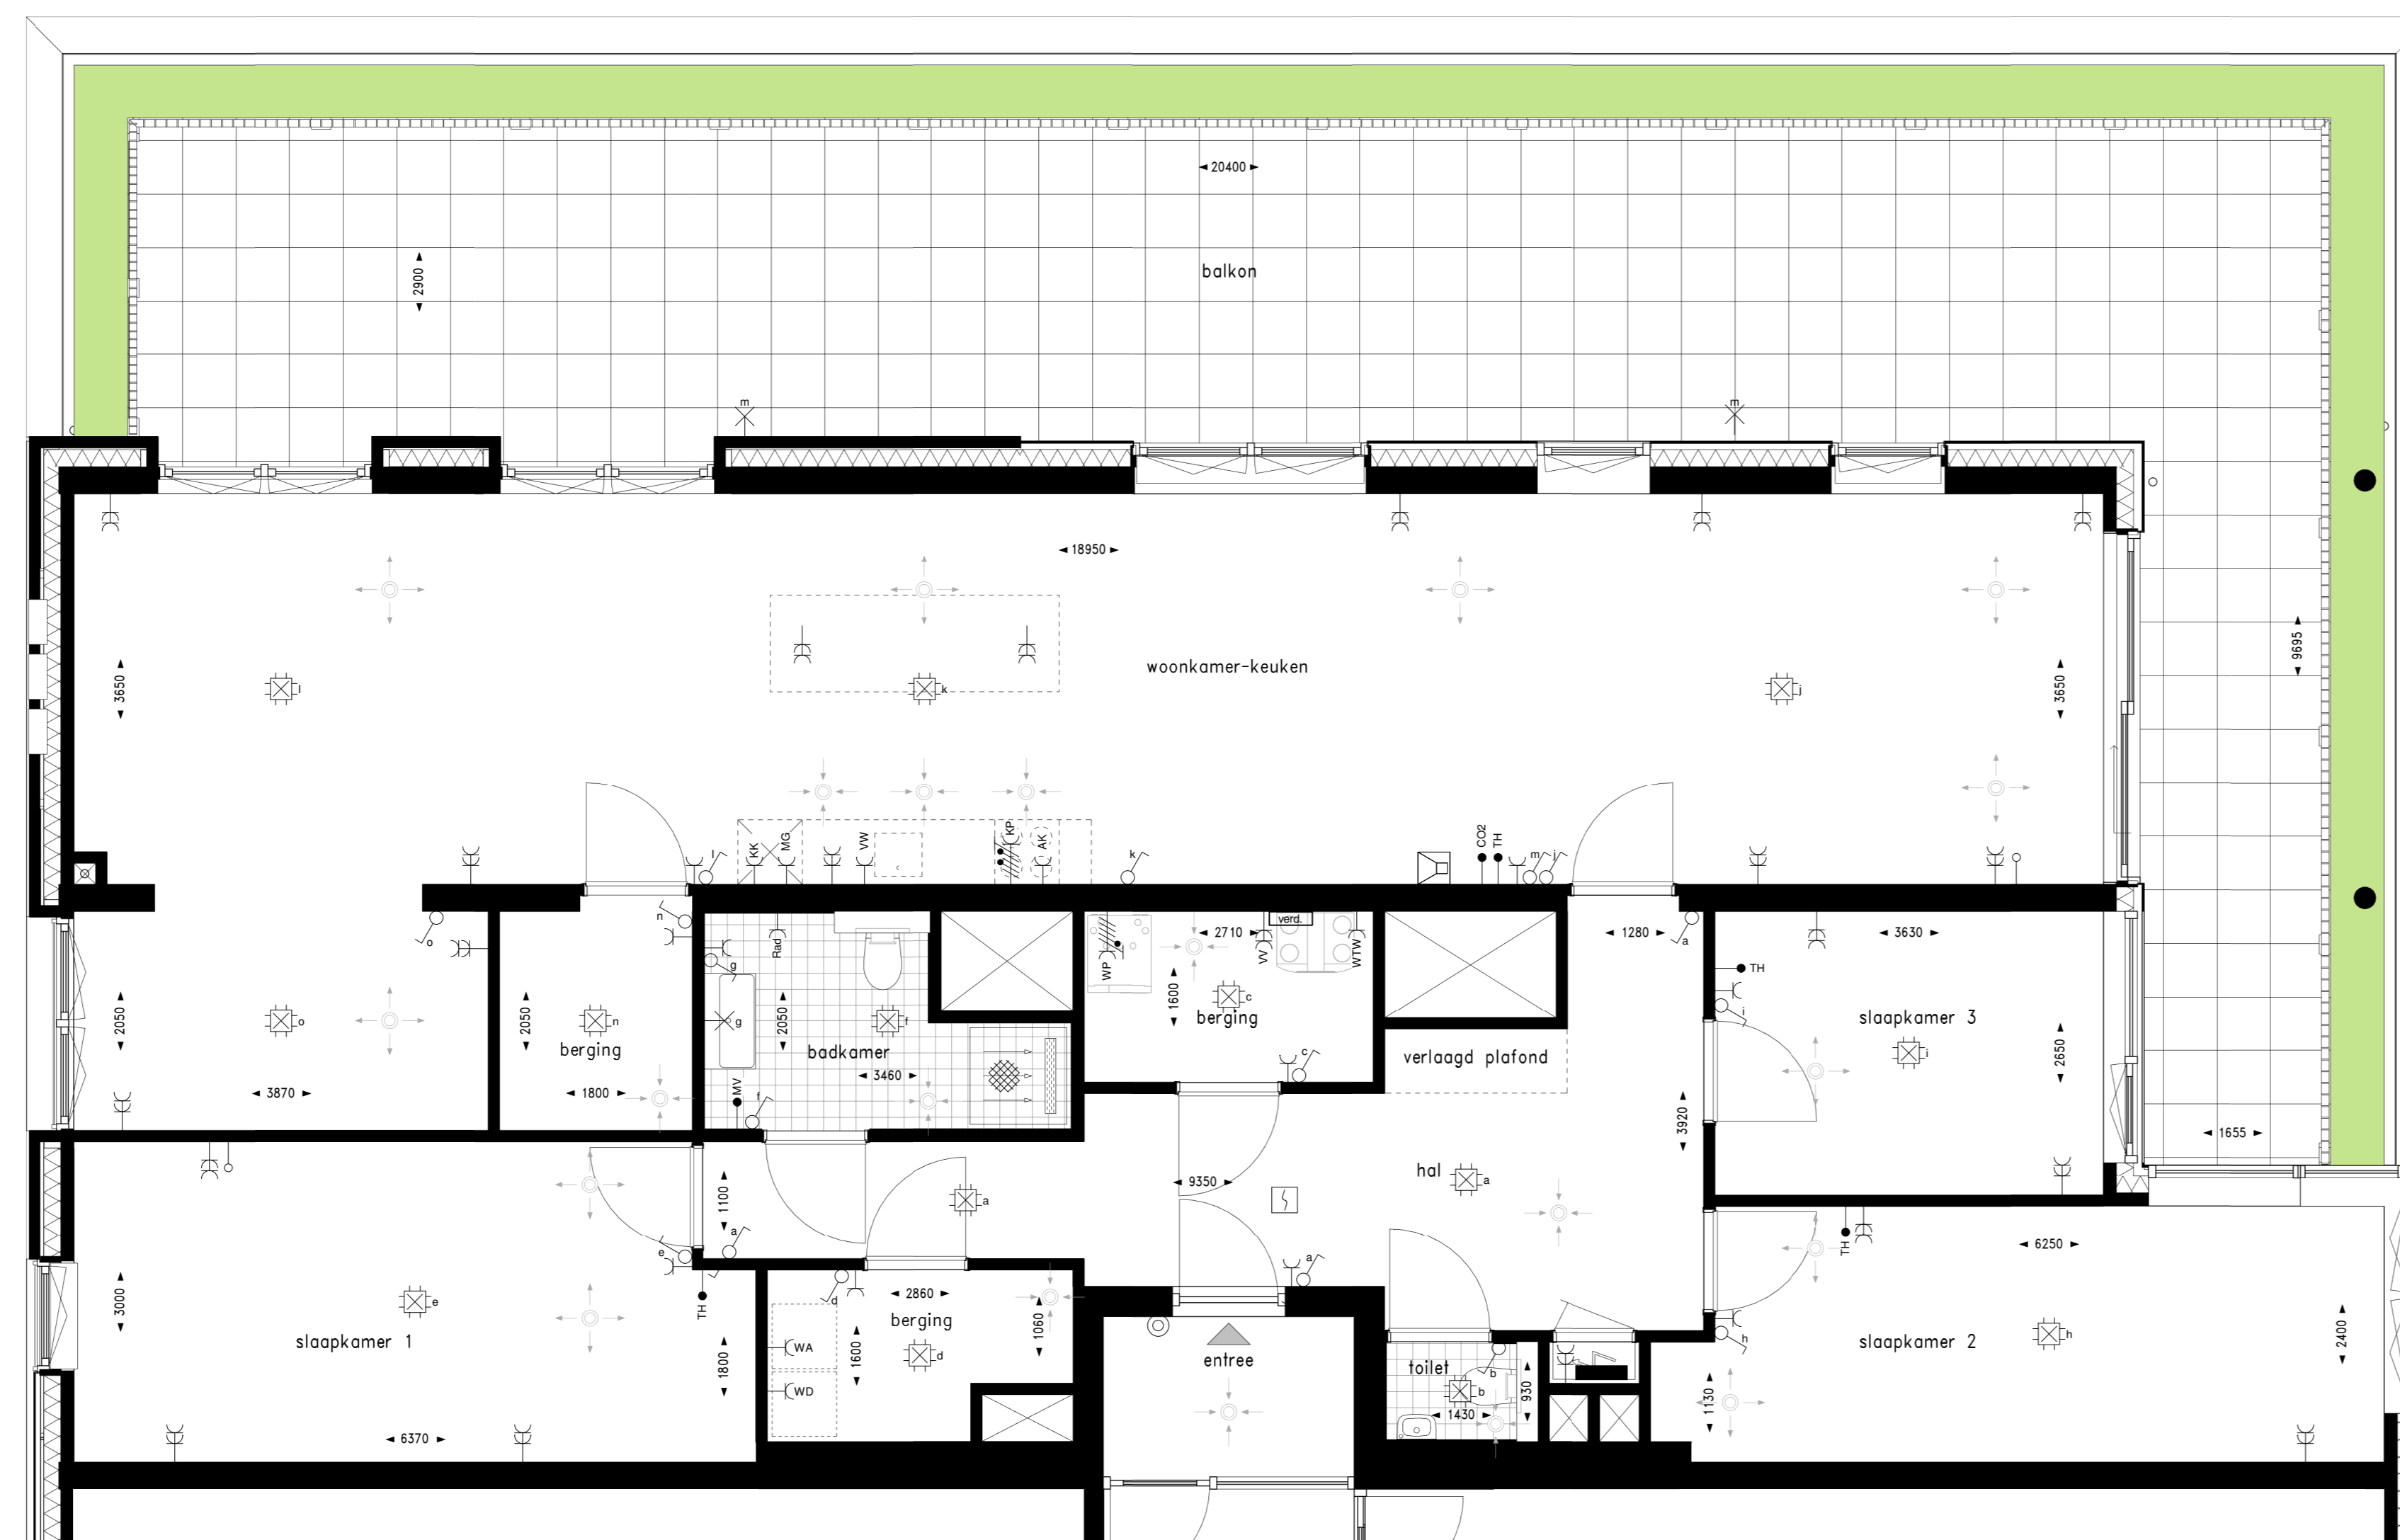 20400
2900
balkon
m
m
18950
woonkamer-keuken
3650
l
k
j
3650
9695
l
KK
MG
VW
KP
AK
k
CO2
TH
m
j
o
n
Rad
g
WP
2710
VV
verd.
WTW
1280
a
3630
TH
2050
o
2050
n
berging
g
2050
f
badkamer
3460
1600
c
berging
verlaagd plafond
i
slaapkamer 3
i
2650
3870
1800
MV
f
c
3920
1655
1100
a
9350
hal
a
e
a
a
TH
6250
3000
e
slaapkamer 1
TH
d
2860
berging
1060
entree
h
slaapkamer 2
h
2400
1800
WA
1600
d
WD
toilet
b
b
930
1430
1130
6370